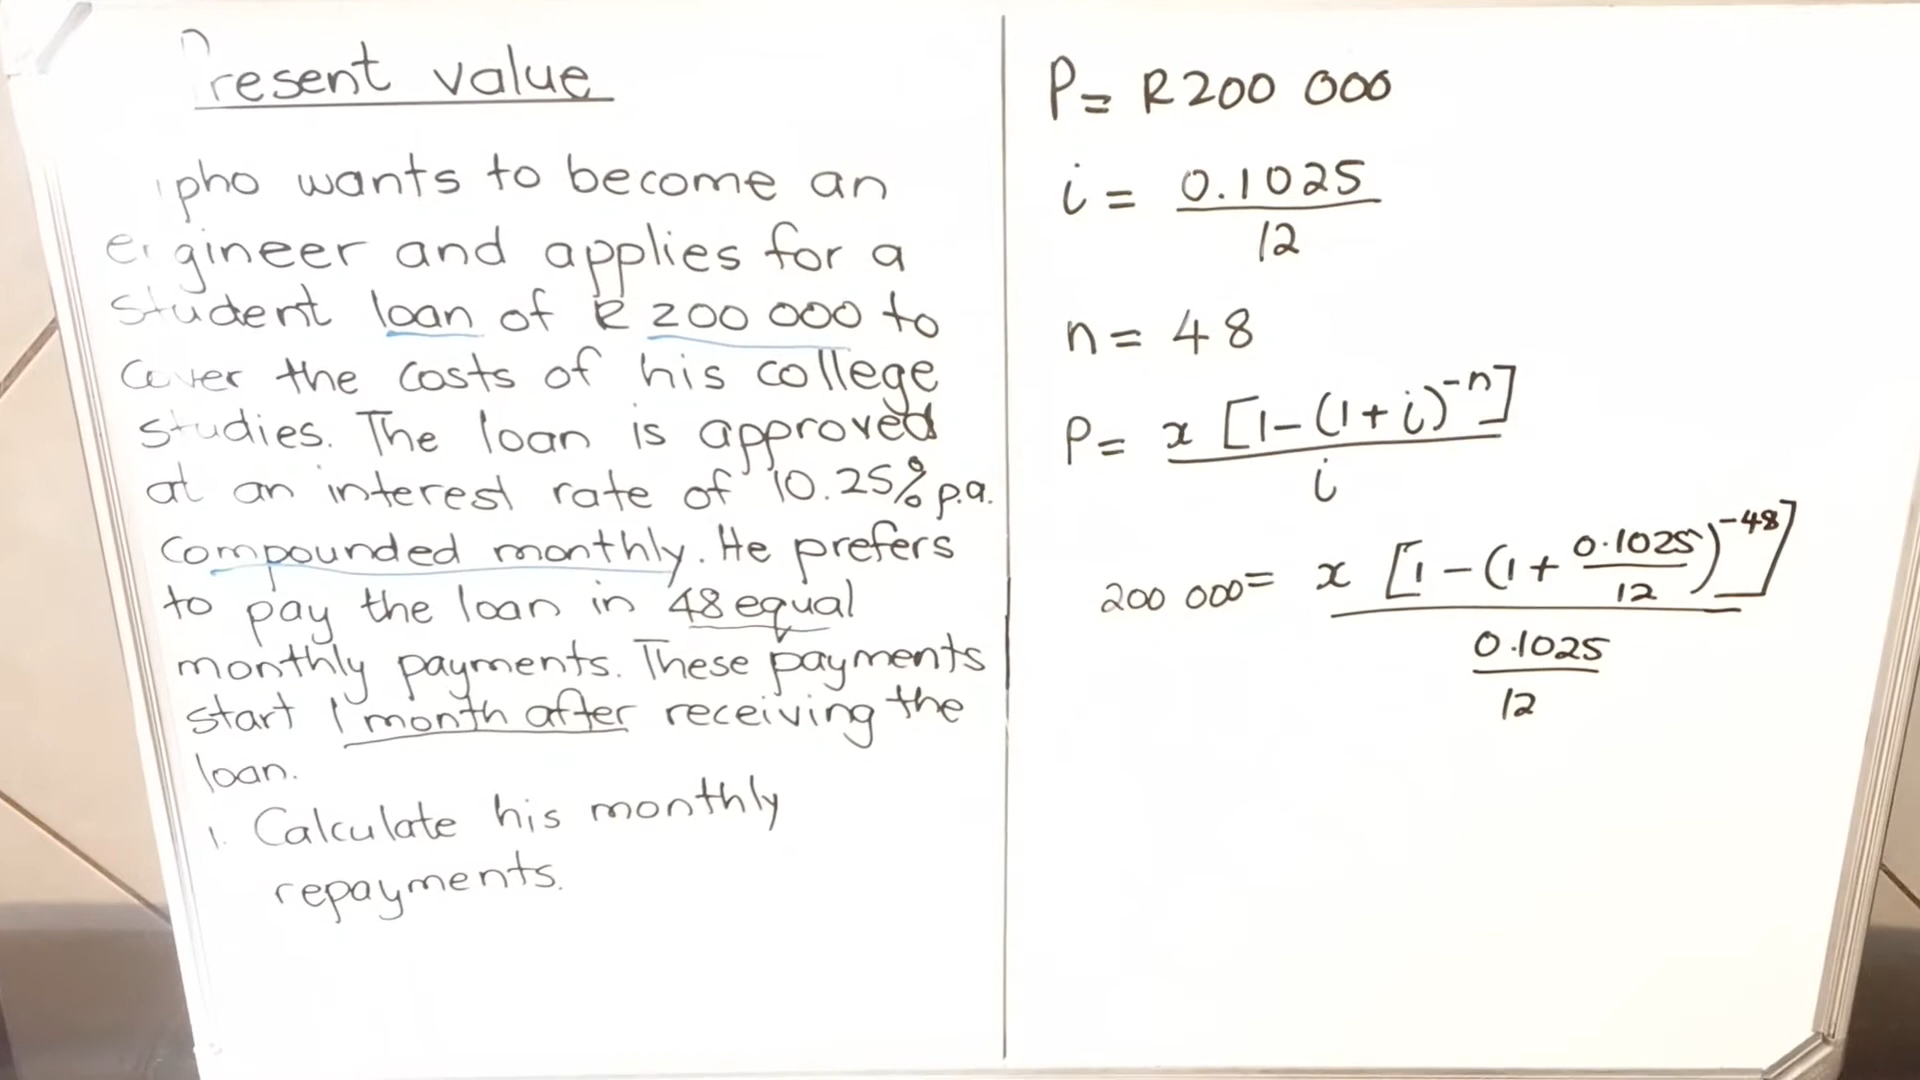 Present value
ipho wants to become an
engineer and applies for a
student loan of R 200 000 to
cover the costs of his college
studies. The loan is approved
at an interest rate of 10.25% p.a.
compounded monthly. He prefers
to pay the loan in 48 equal
monthly payments. These payments
start 1 month after receiving the
loan.
1. Calculate his monthly
repayments.
P = R 200 000
i = 0.1025 / 12
n = 48
P = x [1-(1+i)^-n] / i
200 000 = x [1-(1+ 0.1025/12)^-48] / (0.1025/12)